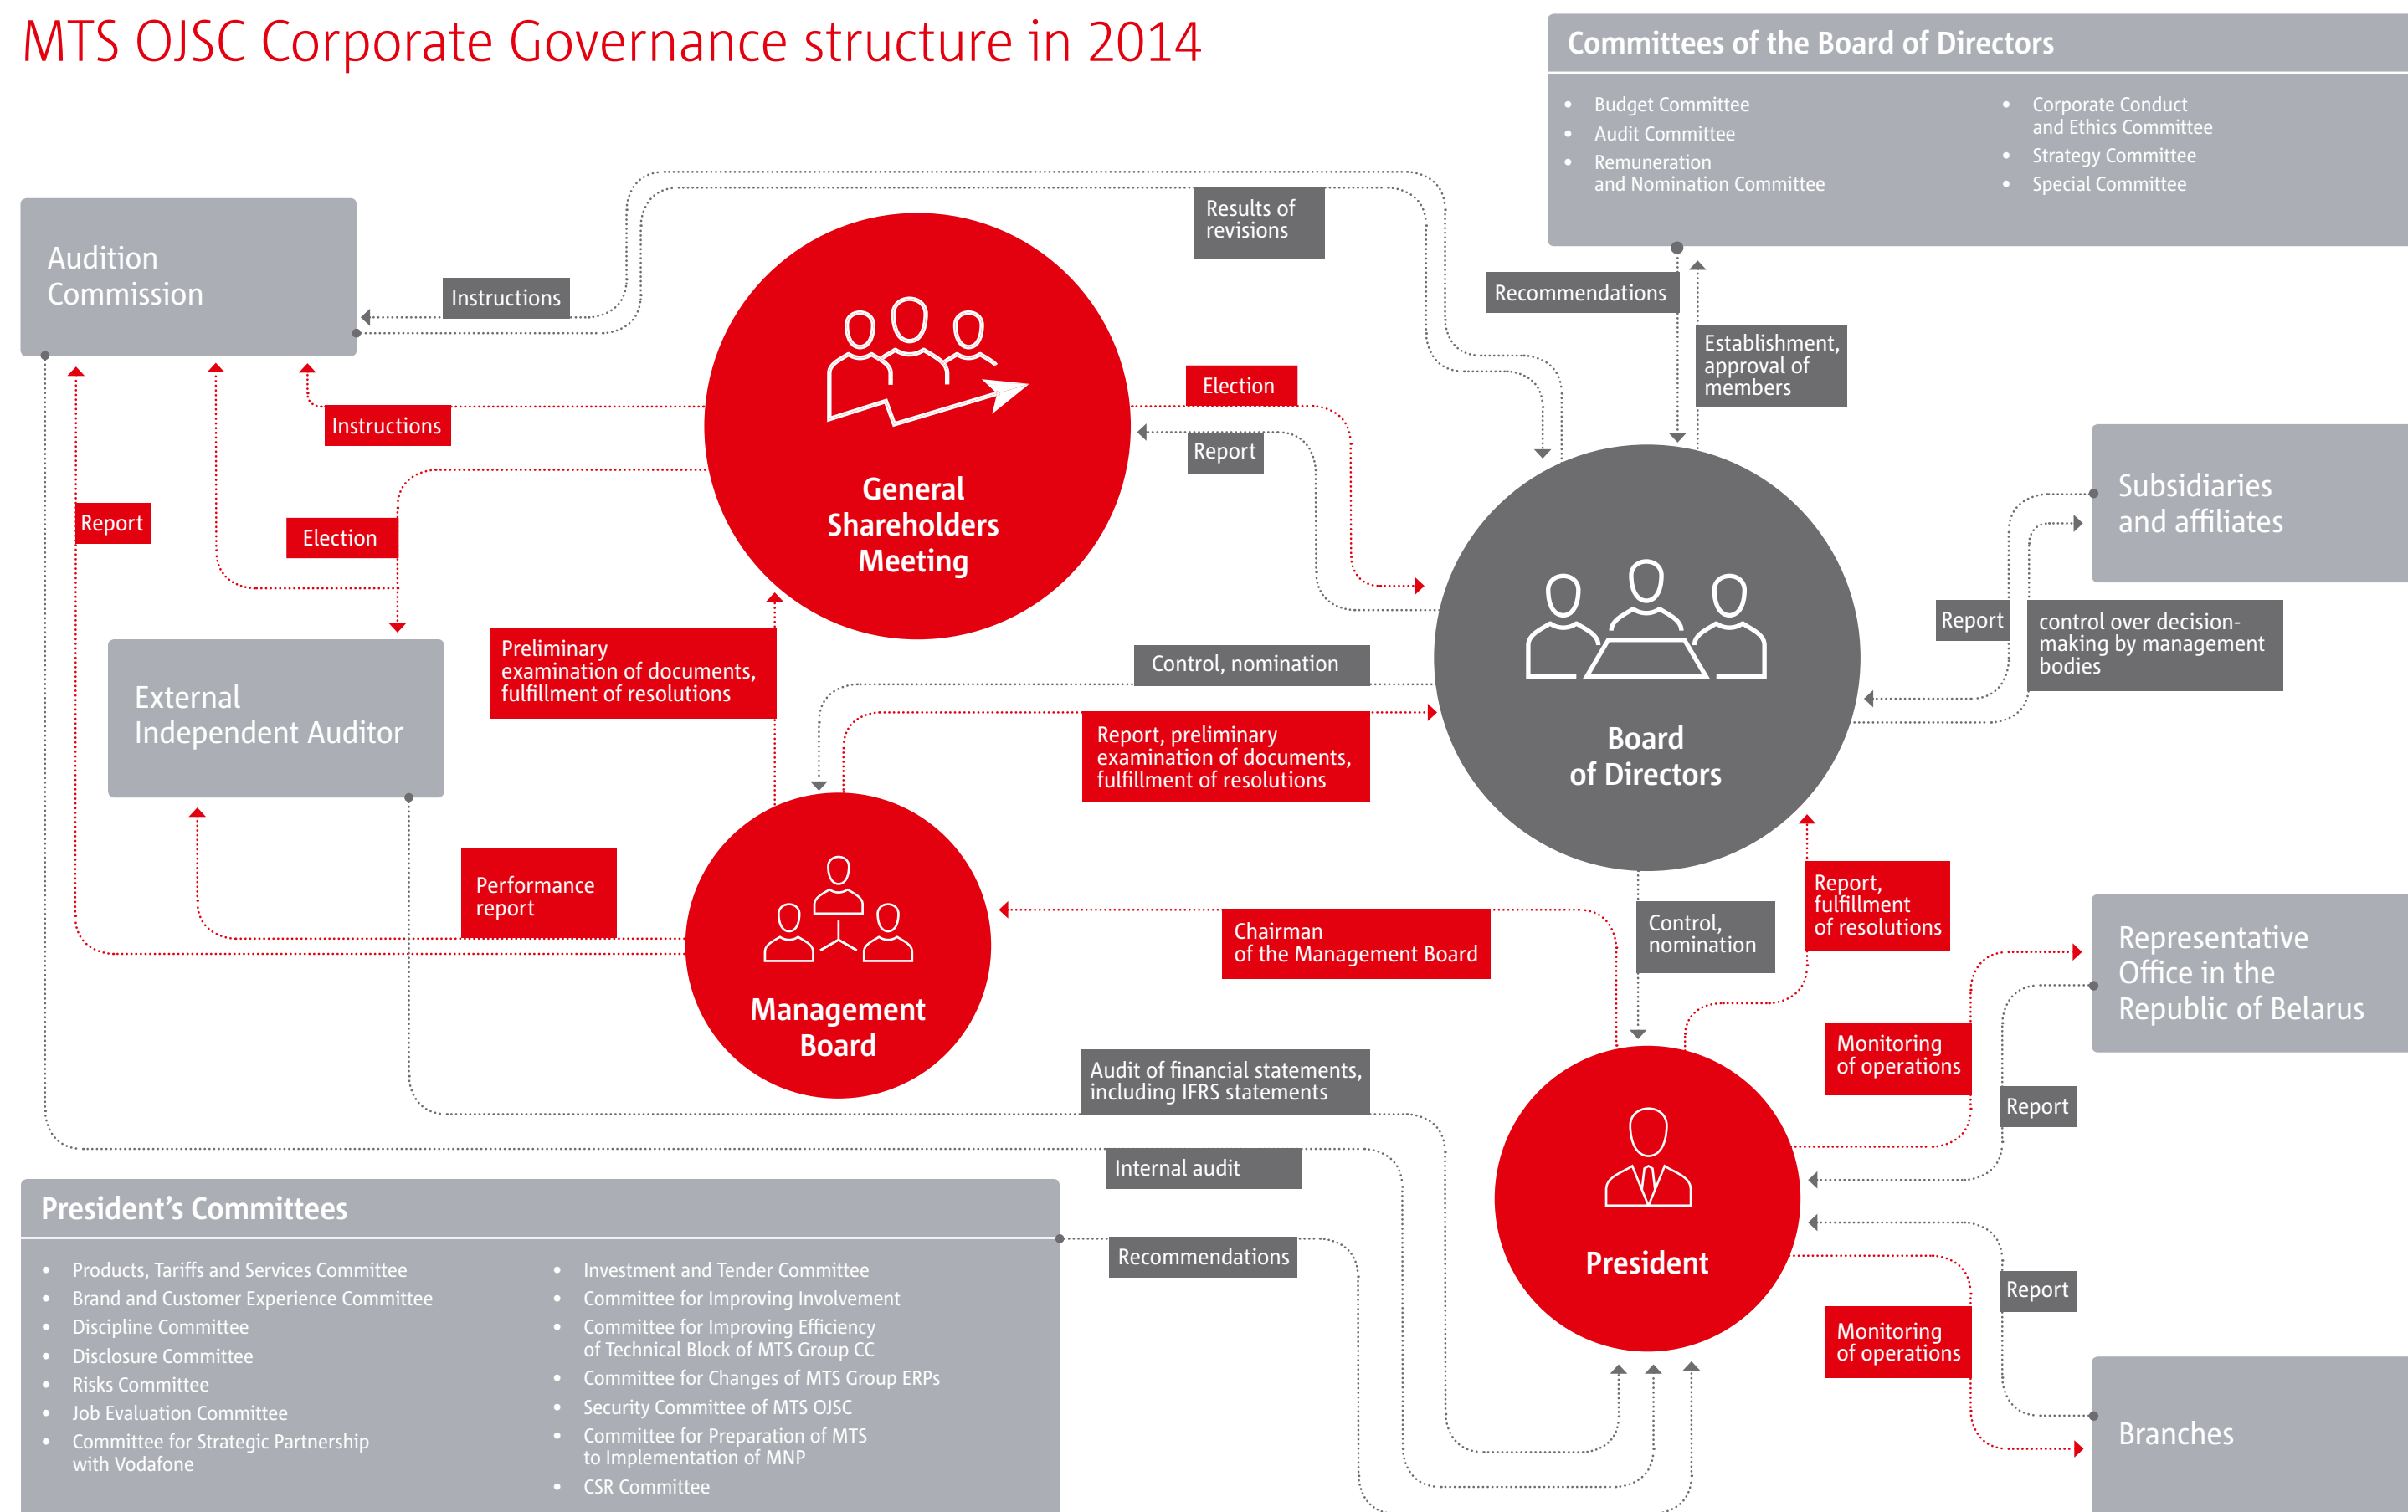 MTS OJSC Corporate Governance structure in 2014
Committees of the Board of Directors
• Budget Committee
• Audit Committee
• Remuneration
and Nomination Committee
• Corporate Conduct
and Ethics Committee
• Strategy Committee
• Special Committee
Audition
Commission
Instructions
Results of
revisions
Recommendations
Establishment,
approval of
members
Instructions
Election
Report
Report
Election
General
Shareholders
Meeting
Subsidiaries
and affiliates
Report
control over decision-
making by management
bodies
Preliminary
examination of documents,
fulfillment of resolutions
Control, nomination
Report, preliminary
examination of documents,
fulfillment of resolutions
External
Independent Auditor
Board
of Directors
Performance
report
Management
Board
Chairman
of the Management Board
Control,
nomination
Report,
fulfillment
of resolutions
Representative
Office in the
Republic of Belarus
Monitoring
of operations
Report
Audit of financial statements,
including IFRS statements
Internal audit
Recommendations
President
Report
Monitoring
of operations
Branches
President’s Committees
• Products, Tariffs and Services Committee
• Brand and Customer Experience Committee
• Discipline Committee
• Disclosure Committee
• Risks Committee
• Job Evaluation Committee
• Committee for Strategic Partnership
with Vodafone
• Investment and Tender Committee
• Committee for Improving Involvement
• Committee for Improving Efficiency
of Technical Block of MTS Group CC
• Committee for Changes of MTS Group ERPs
• Security Committee of MTS OJSC
• Committee for Preparation of MTS
to Implementation of MNP
• CSR Committee